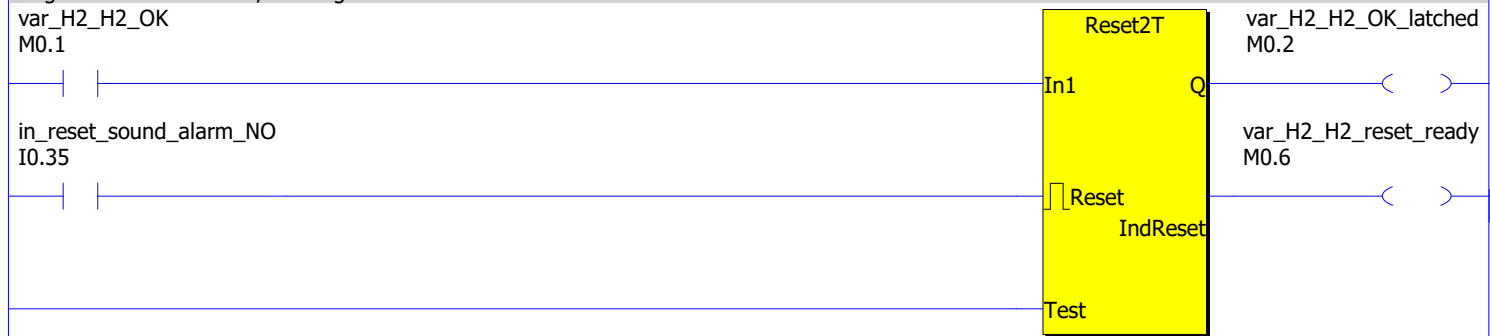 var_H2_H2_OK
M0.1
in_reset_sound_alarm_NO
I0.35
Reset2T
In1
Q
Reset
IndReset
Test
var_H2_H2_OK_latched
M0.2
var_H2_H2_reset_ready
M0.6